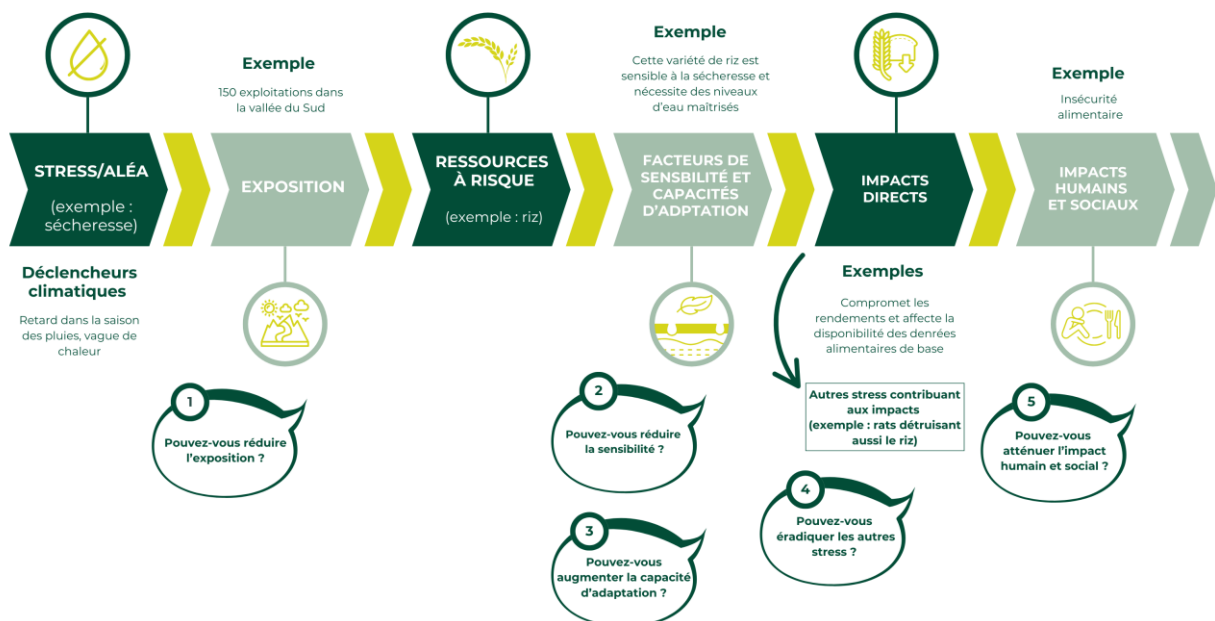 Exemple
150 exploitations dans
la vallée du Sud
Exemple
Cette variété de riz est
sensible à la sécheresse et
nécessite des niveaux
d'eau maîtrisés
Exemple
Insécurité
alimentaire
STRESS/ALÉA
(exemple :
sécheresse)
EXPOSITION
RESSOURCES
À RISQUE
(exemple : riz)
FACTEURS DE
SENSBILITÉ ET
CAPACITÉS
D'ADPTATION
IMPACTS
DIRECTS
IMPACTS
HUMAINS
ET SOCIAUX
Déclencheurs
climatiques
Retard dans la saison
des pluies, vague de
chaleur
Exemples
Compromet les
rendements et affecte la
disponibilité des denrées
alimentaires de base
Autres stress contribuant
aux impacts
(exemple : rats détruisant
aussi le riz)
1
Pouvez-vous réduire
l'exposition ?
2
Pouvez-vous réduire
la sensibilité ?
3
Pouvez-vous
augmenter la capacité
d'adaptation ?
4
Pouvez-vous
éradiquer les autres
stress ?
5
Pouvez-vous
atténuer l'impact
humain et social ?